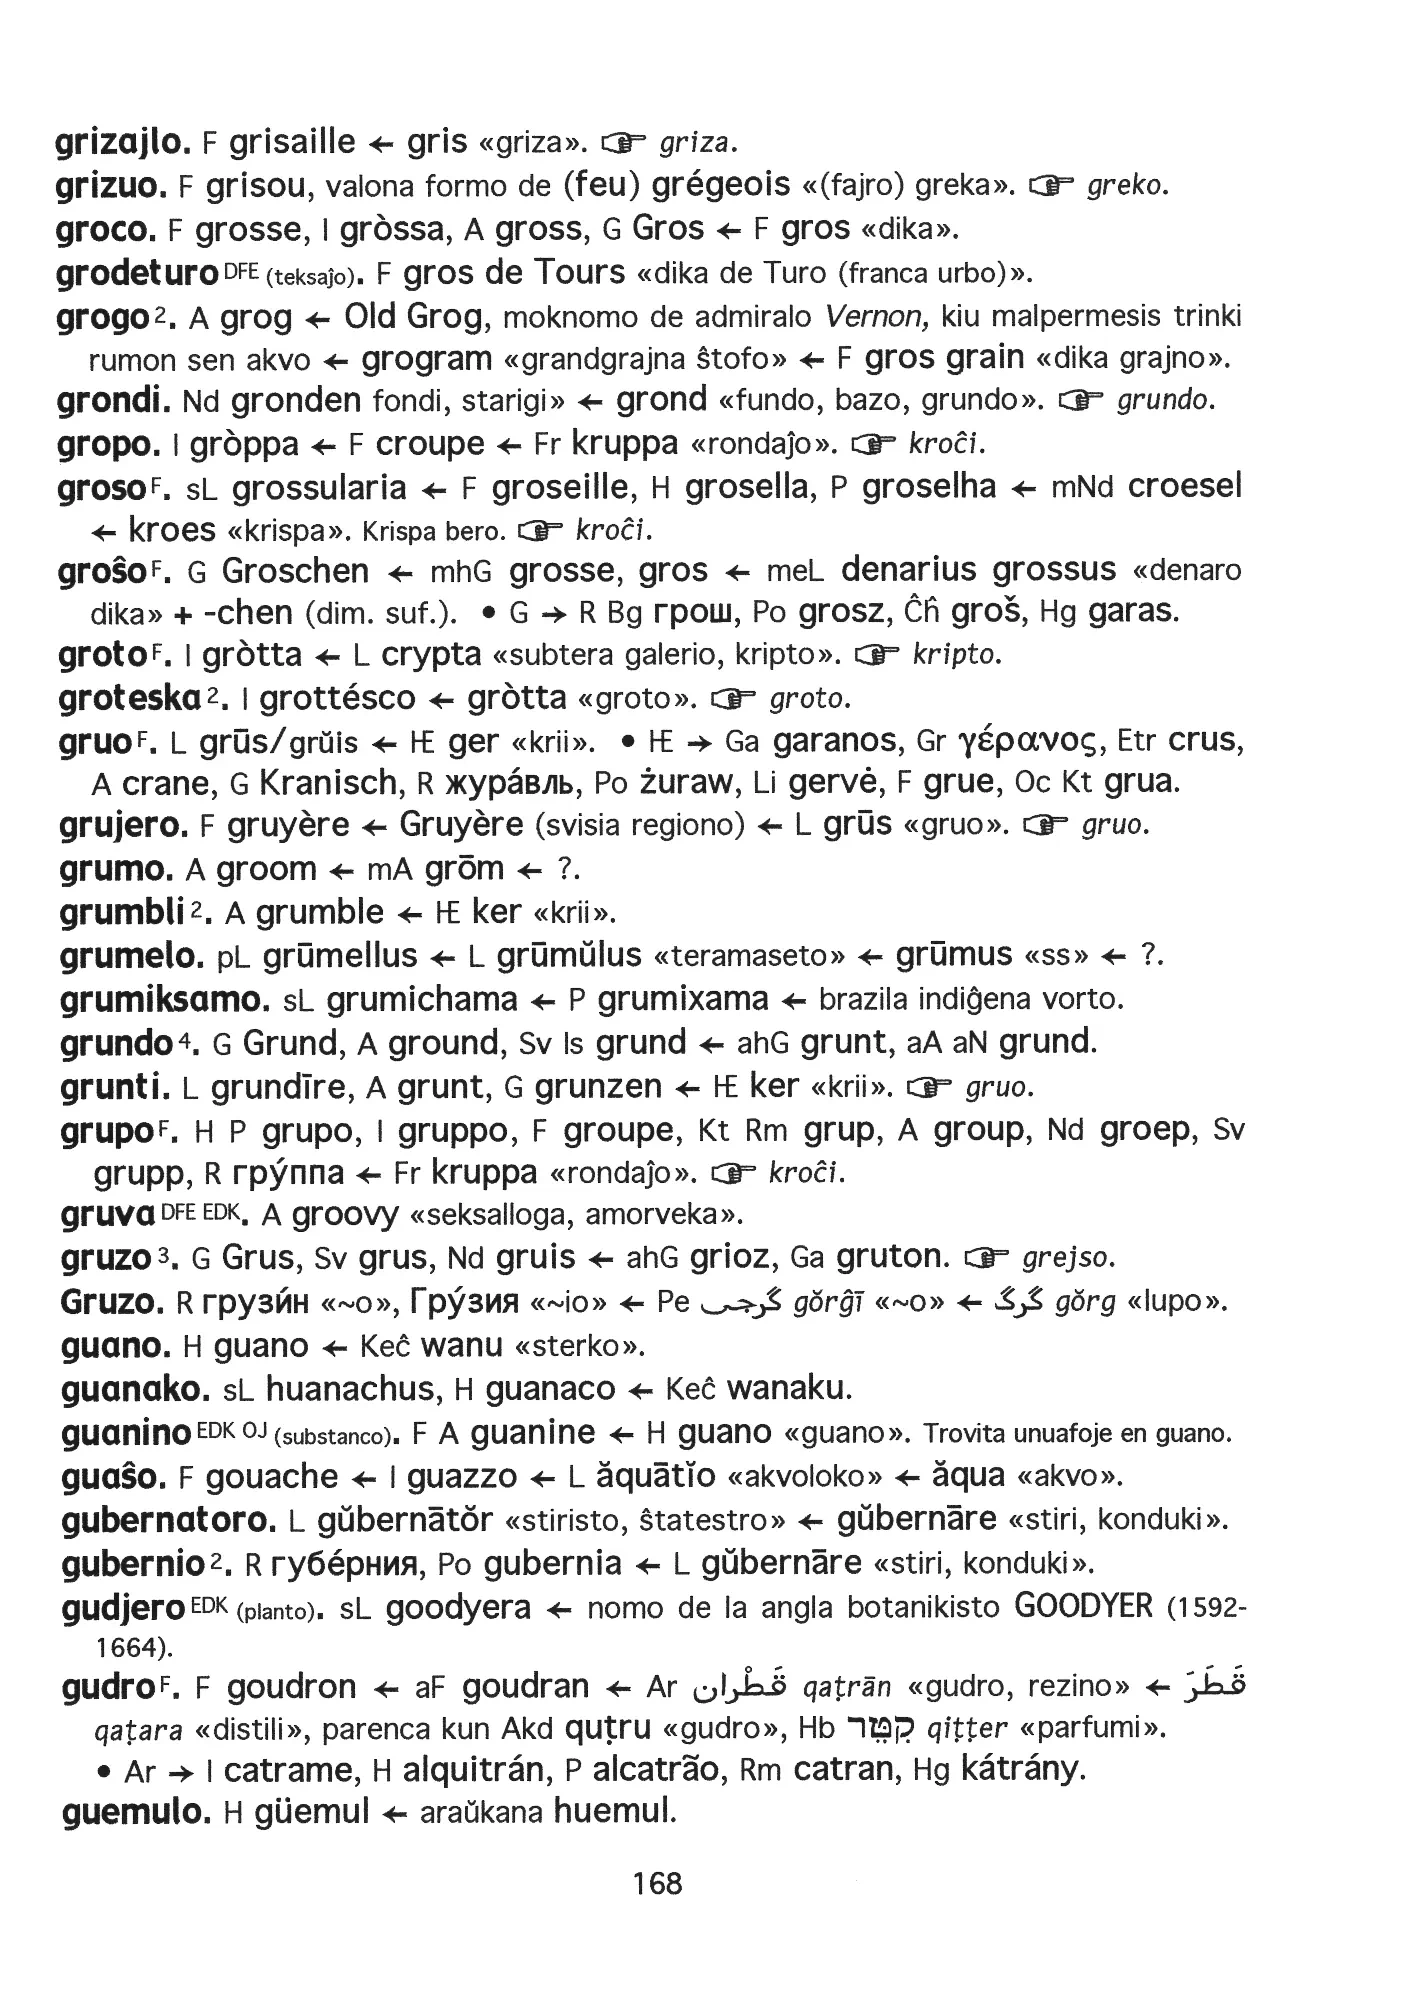 grizajlo. F grisaille ← gris «griza». ☞ griza.
grizuo. F grisou, valona formo de (feu) grégeois «(fajro) greka». ☞ greko.
groco. F grosse, I gròssa, A gross, G Gros ← F gros «dika».
grodeturo DFE (teksaĵo). F gros de Tours «dika de Turo (franca urbo)».
grogo 2. A grog ← Old Grog, moknomo de admiralo Vernon, kiu malpermesis trinki
rumon sen akvo ← grogram «grandgrajna ŝtofo» ← F gros grain «dika grajno».
grondi. Nd gronden fondi, starigi» ← grond «fundo, bazo, grundo». ☞ grundo.
gropo. I gròppa ← F croupe ← Fr kruppa «rondaĵo». ☞ kroĉi.
groso F. sL grossularia ← F groseille, H grosella, P groselha ← mNd croesel
← kroes «krispa». Krispa bero. ☞ kroĉi.
groŝo F. G Groschen ← mhG grosse, gros ← meL denarius grossus «denaro
dika» + -chen (dim. suf.). • G → R Bg грош, Po grosz, Ĉĥ groš, Hg garas.
groto F. I gròtta ← L crypta «subtera galerio, kripto». ☞ kripto.
groteska 2. I grottésco ← gròtta «groto». ☞ groto.
gruo F. L grūs/grŭis ← HE ger «krii». • HE → Ga garanos, Gr γέρανος, Etr crus,
A crane, G Kranisch, R журáвль, Po żuraw, Li gervė, F grue, Oc Kt grua.
grujero. F gruyère ← Gruyère (svisia regiono) ← L grūs «gruo». ☞ gruo.
grumo. A groom ← mA grōm ← ?.
grumbli 2. A grumble ← HE ker «krii».
grumelo. pL grūmellus ← L grūmŭlus «teramaseto» ← grūmus «ss» ← ?.
grumiksamo. sL grumichama ← P grumixama ← brazila indiĝena vorto.
grundo 4. G Grund, A ground, Sv Is grund ← ahG grunt, aA aN grund.
grunti. L grundīre, A grunt, G grunzen ← HE ker «krii». ☞ gruo.
grupo F. H P grupo, I gruppo, F groupe, Kt Rm grup, A group, Nd groep, Sv
grupp, R грýппа ← Fr kruppa «rondaĵo». ☞ kroĉi.
gruva DFE EDK. A groovy «seksalloga, amorveka».
gruzo 3. G Grus, Sv grus, Nd gruis ← ahG grioz, Ga gruton. ☞ grejso.
Gruzo. R грузи́н «~o», Грýзия «~io» ← Pe گرجی gŏrĝī «~o» ← گرگ gŏrg «lupo».
guano. H guano ← Keĉ wanu «sterko».
guanako. sL huanachus, H guanaco ← Keĉ wanaku.
guanino EDK OJ (substanco). F A guanine ← H guano «guano». Trovita unuafoje en guano.
guaŝo. F gouache ← I guazzo ← L ăquātĭo «akvoloko» ← ăqua «akvo».
gubernatoro. L gŭbernātŏr «stiristo, ŝtatestro» ← gŭbernāre «stiri, konduki».
gubernio 2. R губéрния, Po gubernia ← L gŭbernāre «stiri, konduki».
gudjero EDK (planto). sL goodyera ← nomo de la angla botanikisto GOODYER (1592-
1664).
gudro F. F goudron ← aF goudran ← Ar قَطْران qaṭrān «gudro, rezino» ← قَطَرَ
qaṭara «distili», parenca kun Akd quṭru «gudro», Hb קִטֵּר qiṭṭer «parfumi».
• Ar → I catrame, H alquitrán, P alcatrão, Rm catran, Hg kátrány.
guemulo. H güemul ← araŭkana huemul.
168